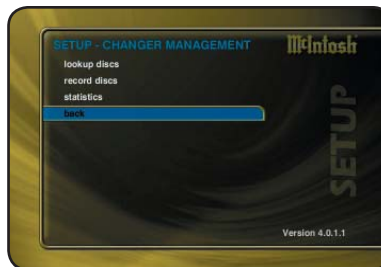 SETUP - CHANGER MANAGEMENT
McIntosh
lookup discs
record discs
statistics
back
SETUP
Version 4.0.1.1